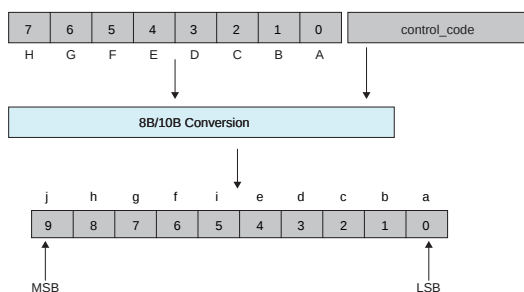 7 6 5 4 3 2 1 0 control_code
H G F E D C B A
8B/10B Conversion
j h g f i e d c b a
9 8 7 6 5 4 3 2 1 0
MSB LSB